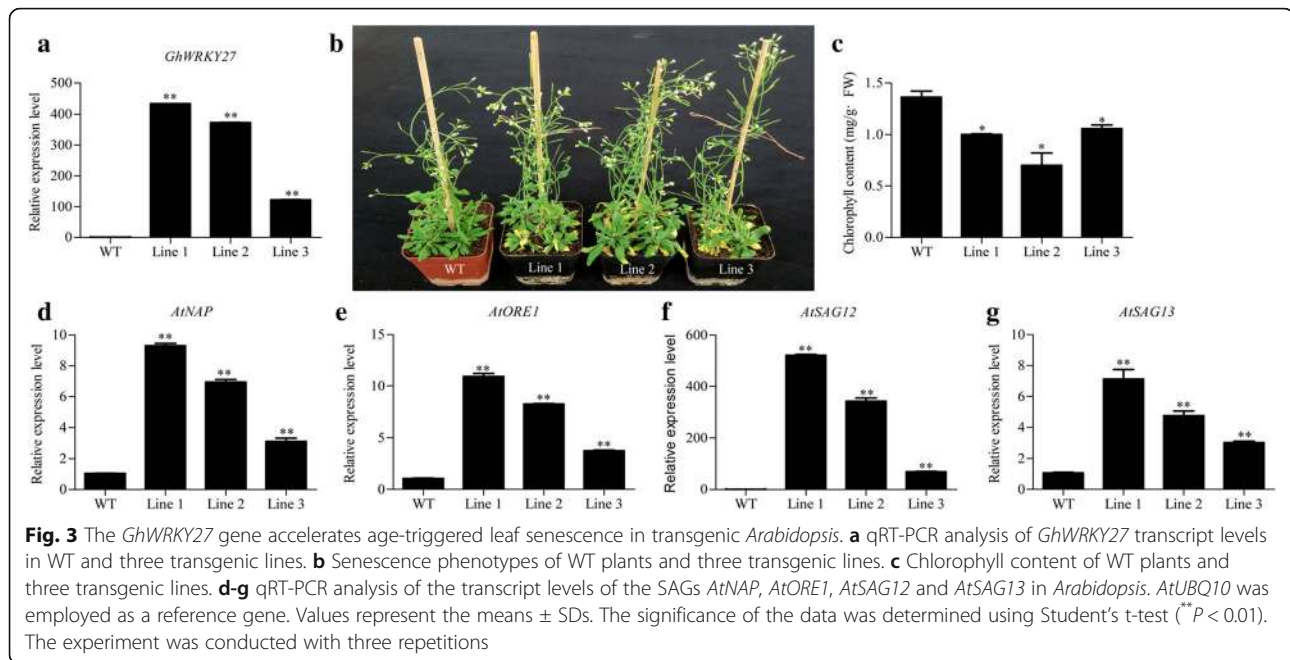 a
GhWRKY27
Relative expression level
500
400
300
200
100
0
**
**
**
WT Line 1 Line 2 Line 3
b
WT Line 1 Line 2 Line 3
c
Chlorophyll content (mg/g· FW)
1.5
1.0
0.5
0.0
*
*
*
WT Line 1 Line 2 Line 3
d
AtNAP
Relative expression level
10
8
6
4
2
0
**
**
**
WT Line 1 Line 2 Line 3
e
AtORE1
Relative expression level
15
10
5
0
**
**
**
WT Line 1 Line 2 Line 3
f
AtSAG12
Relative expression level
600
400
200
0
**
**
**
WT Line 1 Line 2 Line 3
g
AtSAG13
Relative expression level
10
8
6
4
2
0
**
**
**
WT Line 1 Line 2 Line 3
Fig. 3 The GhWRKY27 gene accelerates age-triggered leaf senescence in transgenic Arabidopsis. a qRT-PCR analysis of GhWRKY27 transcript levels
in WT and three transgenic lines. b Senescence phenotypes of WT plants and three transgenic lines. c Chlorophyll content of WT plants and
three transgenic lines. d-g qRT-PCR analysis of the transcript levels of the SAGs AtNAP, AtORE1, AtSAG12 and AtSAG13 in Arabidopsis. AtUBQ10 was
employed as a reference gene. Values represent the means ± SDs. The significance of the data was determined using Student's t-test (**P < 0.01).
The experiment was conducted with three repetitions